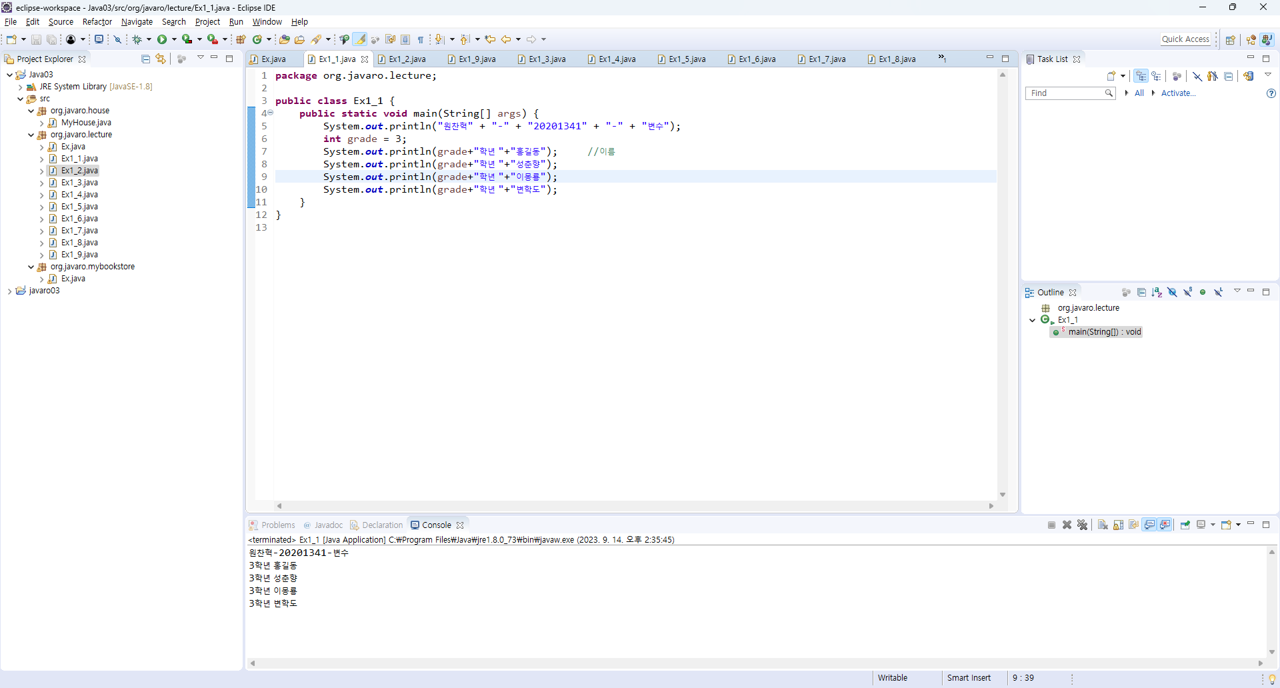 eclipse-workspace - Java03/src/org/javaro/lecture/Ex1_1.java - Eclipse IDE
File Edit Source Refactor Navigate Search Project Run Window Help
Quick Access
Project Explorer
Java03
JRE System Library [JavaSE-1.8]
src
org.javaro.house
MyHouse.java
org.javaro.lecture
Ex.java
Ex1_1.java
Ex1_2.java
Ex1_3.java
Ex1_4.java
Ex1_5.java
Ex1_6.java
Ex1_7.java
Ex1_8.java
Ex1_9.java
org.javaro.mybookstore
Ex.java
javaro03
Ex.java Ex1_1.java Ex1_2.java Ex1_9.java Ex1_3.java Ex1_4.java Ex1_5.java Ex1_6.java Ex1_7.java Ex1_8.java »1
1 package org.javaro.lecture;
2
3 public class Ex1_1 {
4 public static void main(String[] args) {
5 System.out.println("원찬혁" + "-" + "20201341" + "-" + "변수");
6 int grade = 3;
7 System.out.println(grade+"학년 "+"홍길동"); //이름
8 System.out.println(grade+"학년 "+"성춘향");
9 System.out.println(grade+"학년 "+"이몽룡");
10 System.out.println(grade+"학년 "+"변학도");
11 }
12 }
13
Task List
Find All Activate...
Outline
org.javaro.lecture
Ex1_1
main(String[]) : void
Problems Javadoc Declaration Console
<terminated> Ex1_1 [Java Application] C:₩Program Files₩Java₩jre1.8.0_73₩bin₩javaw.exe (2023. 9. 14. 오후 2:35:45)
원찬혁-20201341-변수
3학년 홍길동
3학년 성춘향
3학년 이몽룡
3학년 변학도
Writable Smart Insert 9 : 39